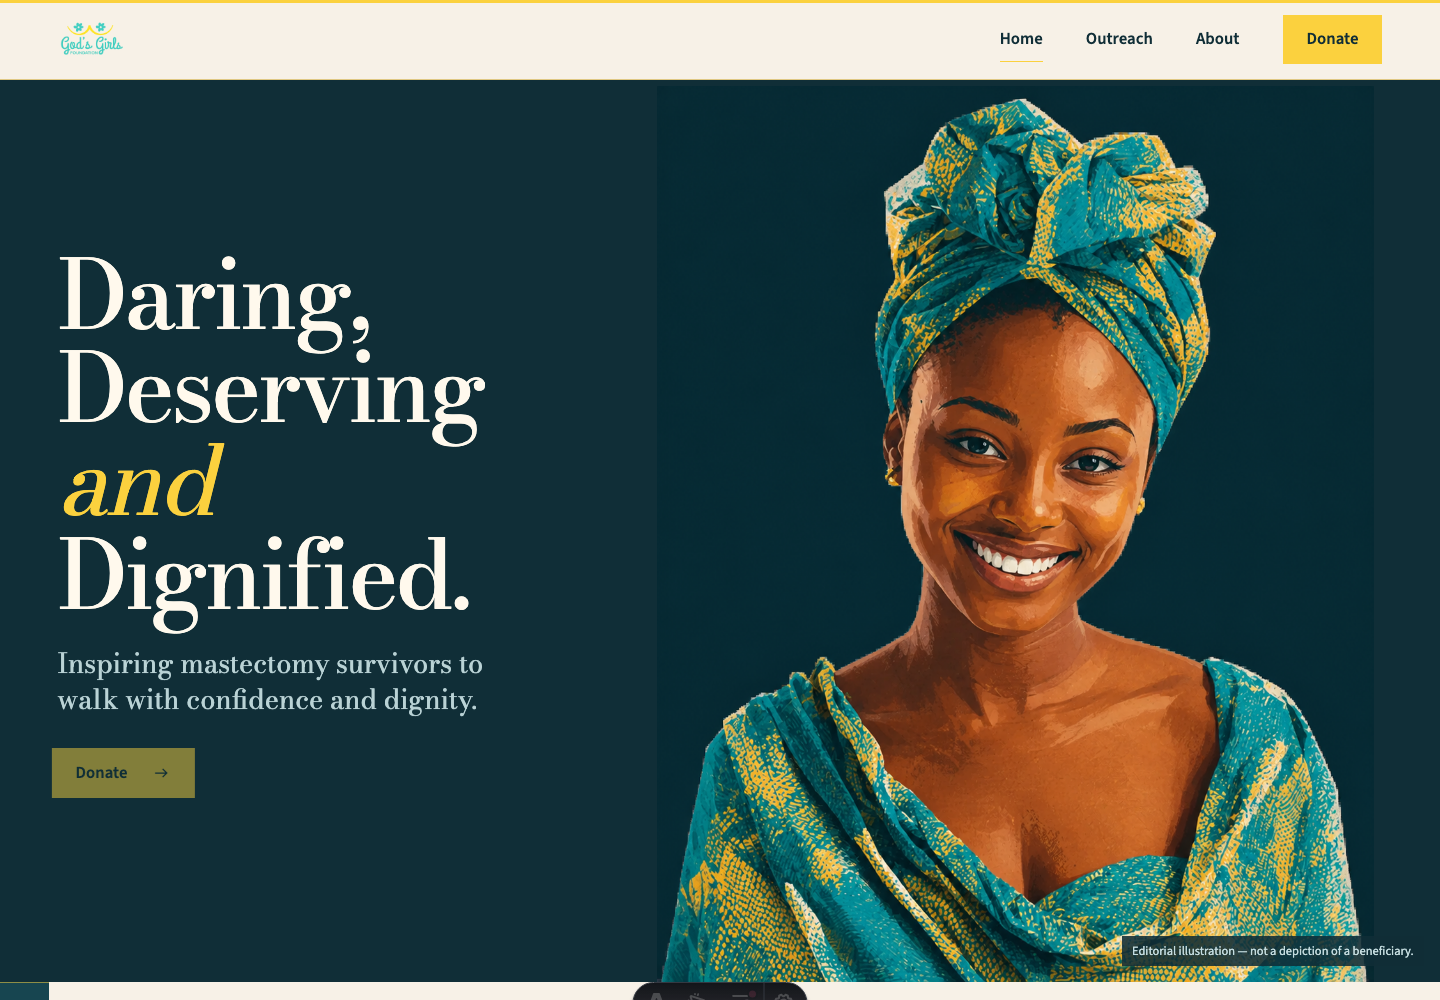 God's Girls
FOUNDATION
Home
Outreach
About
Donate
Daring,
Deserving
and
Dignified.
Inspiring mastectomy survivors to
walk with confidence and dignity.
Donate →
Editorial illustration — not a depiction of a beneficiary.